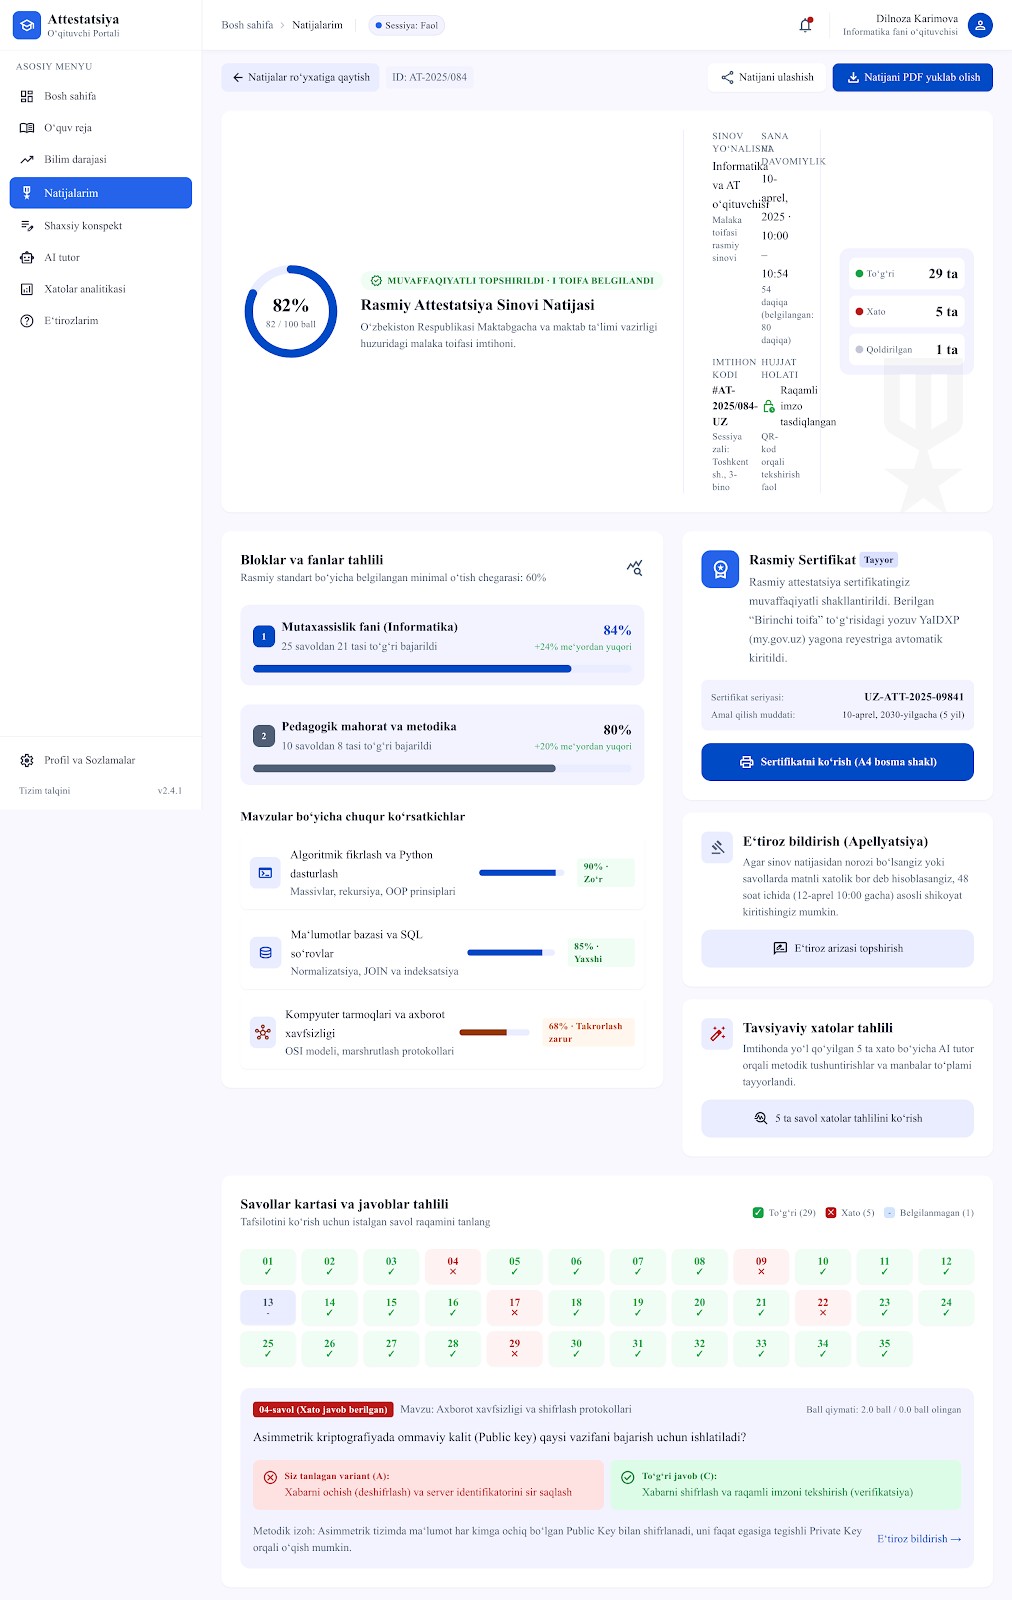 Attestatsiya
O‘qituvchi Portali
ASOSIY MENYU
Bosh sahifa
O‘quv reja
Bilim darajasi
Natijalarim
Shaxsiy konspekt
AI tutor
Xatolar analitikasi
E‘tirozlarim
Profil va Sozlamalar
Tizim talqini
v2.4.1
Bosh sahifa
Natijalarim
Sessiya: Faol
Dilnoza Karimova
Informatika fani o‘qituvchisi
Natijalar ro‘yxatiga qaytish
ID: AT-2025/084
Natijani ulashish
Natijani PDF yuklab olish
82%
82 / 100 ball
MUVAFFAQIYATLI TOPSHIRILDI · I TOIFA BELGILANDI
Rasmiy Attestatsiya Sinovi Natijasi
O‘zbekiston Respublikasi Maktabgacha va maktab ta’limi vazirligi
huzuridagi malaka toifasi imtihoni.
SINOV
YO‘NALISHI
Informatika
va AT
o‘qituvchisi
Malaka
toifasi
rasmiy
sinovi
SANA
VA
DAVOMIYLIK
10-
aprel,
2025 ·
10:00
–
10:54
54
daqiqa
(belgilangan:
80
daqiqa)
IMTIHON
KODI
#AT-
2025/084-
UZ
Sessiya
zali:
Toshkent
sh., 3-
bino
HUJJAT
HOLATI
Raqamli
imzo
tasdiqlangan
QR-
kod
orqali
tekshirish
faol
To‘g‘ri
29 ta
Xato
5 ta
Qoldirilgan
1 ta
Bloklar va fanlar tahlili
Rasmiy standart bo‘yicha belgilangan minimal o‘tish chegarasi: 60%
1
Mutaxassislik fani (Informatika)
25 savoldan 21 tasi to‘g‘ri bajarildi
84%
+24% me‘yordan yuqori
2
Pedagogik mahorat va metodika
10 savoldan 8 tasi to‘g‘ri bajarildi
80%
+20% me‘yordan yuqori
Mavzular bo‘yicha chuqur ko‘rsatkichlar
Algoritmik fikrlash va Python
dasturlash
Massivlar, rekursiya, OOP prinsiplari
90% ·
Zo‘r
Ma‘lumotlar bazasi va SQL
so‘rovlar
Normalizatsiya, JOIN va indeksatsiya
85% ·
Yaxshi
Kompyuter tarmoqlari va axborot
xavfsizligi
OSI modeli, marshrutlash protokollari
68% · Takrorlash
zarur
Rasmiy Sertifikat
Tayyor
Rasmiy attestatsiya sertifikatingiz
muvaffaqiyatli shakllantirildi. Berilgan
“Birinchi toifa” to‘g‘risidagi yozuv YaIDXP
(my.gov.uz) yagona reyestriga avtomatik
kiritildi.
Sertifikat seriyasi:
UZ-ATT-2025-09841
Amal qilish muddati:
10-aprel, 2030-yilgacha (5 yil)
Sertifikatni ko‘rish (A4 bosma shakl)
E‘tiroz bildirish (Apellyatsiya)
Agar sinov natijasidan norozi bo‘lsangiz yoki
savollarda matnli xatolik bor deb hisoblasangiz, 48
soat ichida (12-aprel 10:00 gacha) asosli shikoyat
kiritishingiz mumkin.
E‘tiroz arizasi topshirish
Tavsiyaviy xatolar tahlili
Imtihonda yo‘l qo‘yilgan 5 ta xato bo‘yicha AI tutor
orqali metodik tushuntirishlar va manbalar to‘plami
tayyorlandi.
5 ta savol xatolar tahlilini ko‘rish
Savollar kartasi va javoblar tahlili
Tafsilotini ko‘rish uchun istalgan savol raqamini tanlang
✓ To‘g‘ri (29)
✕ Xato (5)
- Belgilanmagan (1)
01 02 03 04 05 06 07 08 09 10 11 12
✓ ✓ ✓ ✕ ✓ ✓ ✓ ✓ ✕ ✓ ✓ ✓
13 14 15 16 17 18 19 20 21 22 23 24
- ✓ ✓ ✓ ✕ ✓ ✓ ✓ ✓ ✕ ✓ ✓
25 26 27 28 29 30 31 32 33 34 35
✓ ✓ ✓ ✓ ✕ ✓ ✓ ✓ ✓ ✓ ✓
04-savol (Xato javob berilgan)
Mavzu: Axborot xavfsizligi va shifrlash protokollari
Ball qiymati: 2.0 ball / 0.0 ball olingan
Asimmetrik kriptografiyada ommaviy kalit (Public key) qaysi vazifani bajarish uchun ishlatiladi?
Siz tanlagan variant (A):
Xabarni ochish (deshifrlash) va server identifikatorini sir saqlash
To‘g‘ri javob (C):
Xabarni shifrlash va raqamli imzoni tekshirish (verifikatsiya)
Metodik izoh: Asimmetrik tizimda ma‘lumot har kimga ochiq bo‘lgan Public Key bilan shifrlanadi, uni faqat egasiga tegishli Private Key
orqali o‘qish mumkin.
E‘tiroz bildirish →